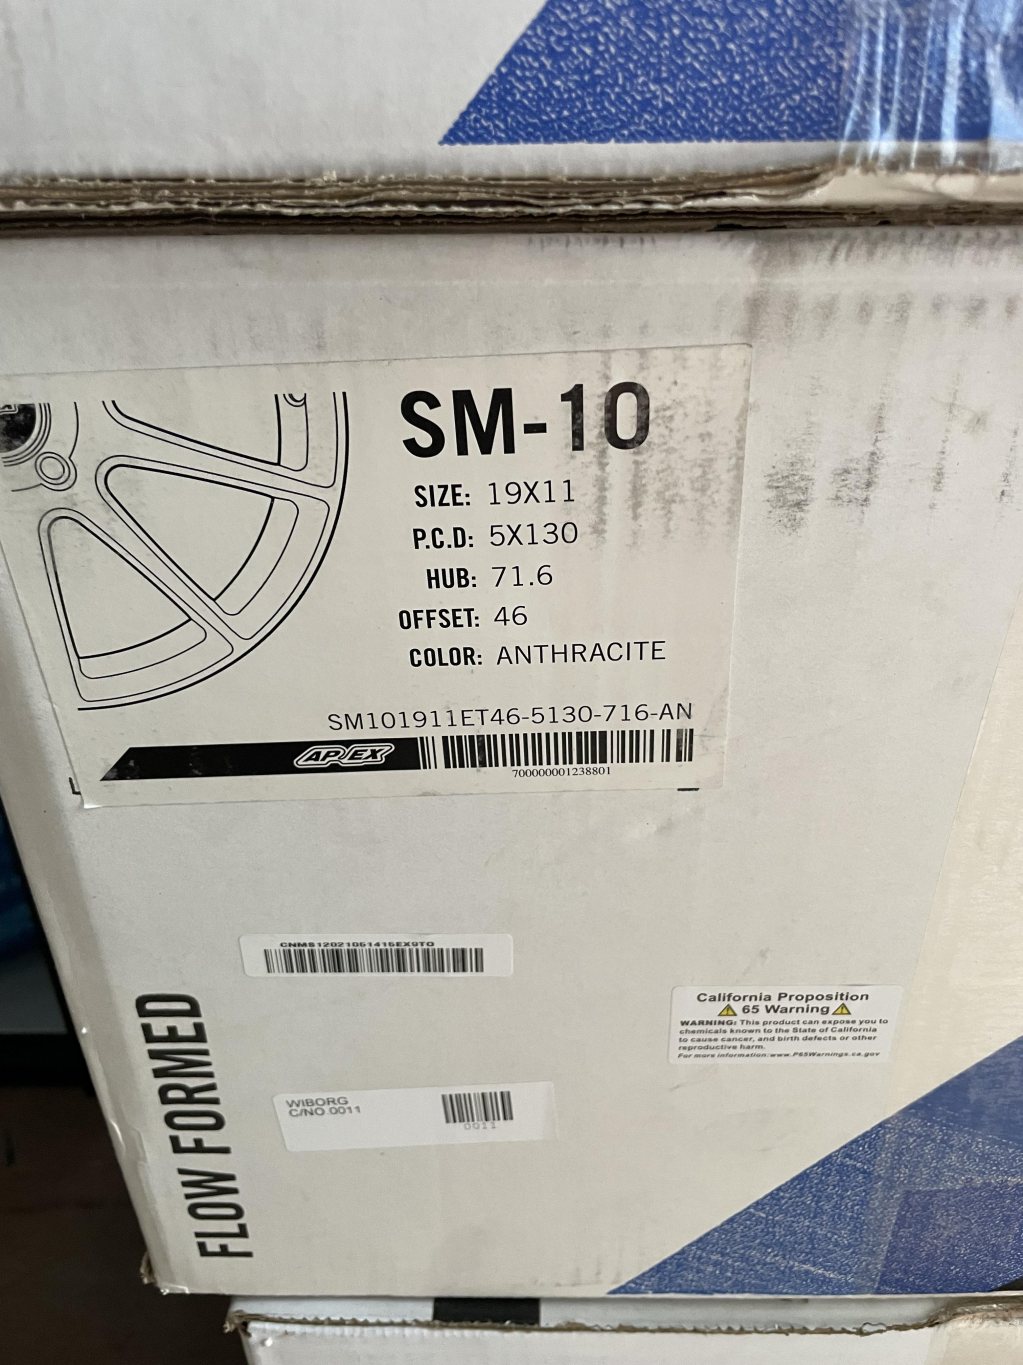 SM-10
SIZE: 19X11
P.C.D: 5X130
HUB: 71.6
OFFSET: 46
COLOR: ANTHRACITE
SM101911ET46-5130-716-AN
APEX
700000001238801
CNMS12021051415EX9TO
California Proposition
65 Warning
WARNING: This product can expose you to
chemicals known to the State of California
to cause cancer, and birth defects or other
reproductive harm.
For more information:www.P65Warnings.ca.gov
WIBORG
C/NO.0011
0011
FLOW FORMED